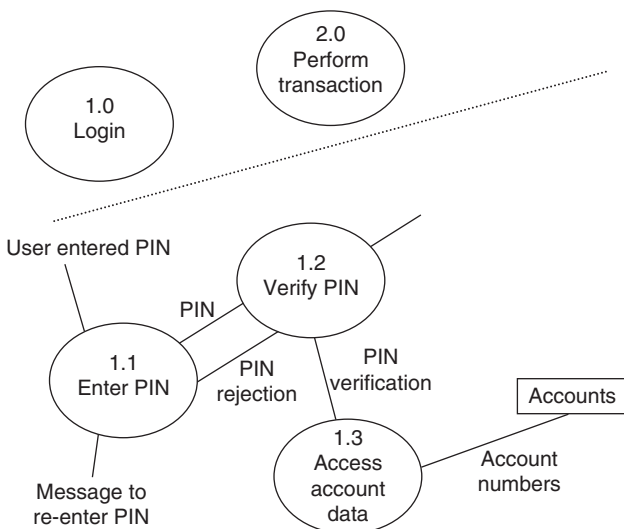 2.0
Perform
transaction
1.0
Login
User entered PIN
1.2
Verify PIN
PIN
1.1
Enter PIN
PIN
rejection
PIN
verification
Accounts
1.3
Access
account
data
Account
numbers
Message to
re-enter PIN